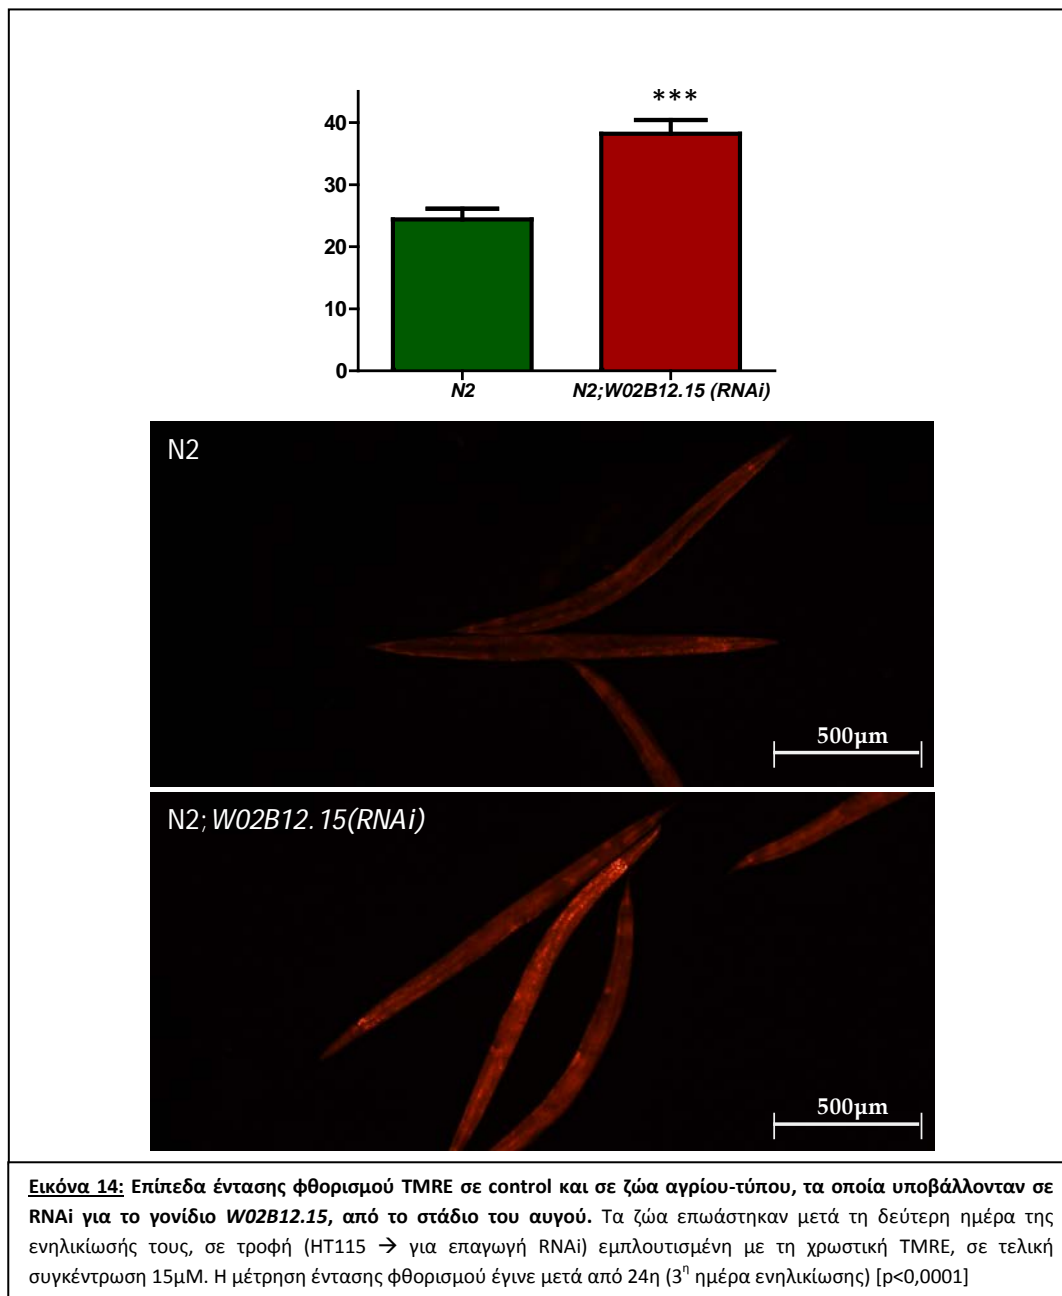 ***
40
30
20
10
0
N2
N2;W02B12.15 (RNAi)
N2
500μm
N2; W02B12.15(RNAi)
500μm
Εικόνα 14: Επίπεδα έντασης φθορισμού TMRE σε control και σε ζώα αγρίου-τύπου, τα οποία υποβάλλονταν σε
RNAi για το γονίδιο W02B12.15, από το στάδιο του αυγού. Τα ζώα επωάστηκαν μετά τη δεύτερη ημέρα της
ενηλικίωσής τους, σε τροφή (HT115 → για επαγωγή RNAi) εμπλουτισμένη με τη χρωστική TMRE, σε τελική
συγκέντρωση 15μΜ. Η μέτρηση έντασης φθορισμού έγινε μετά από 24η (3η ημέρα ενηλικίωσης) [p<0,0001]